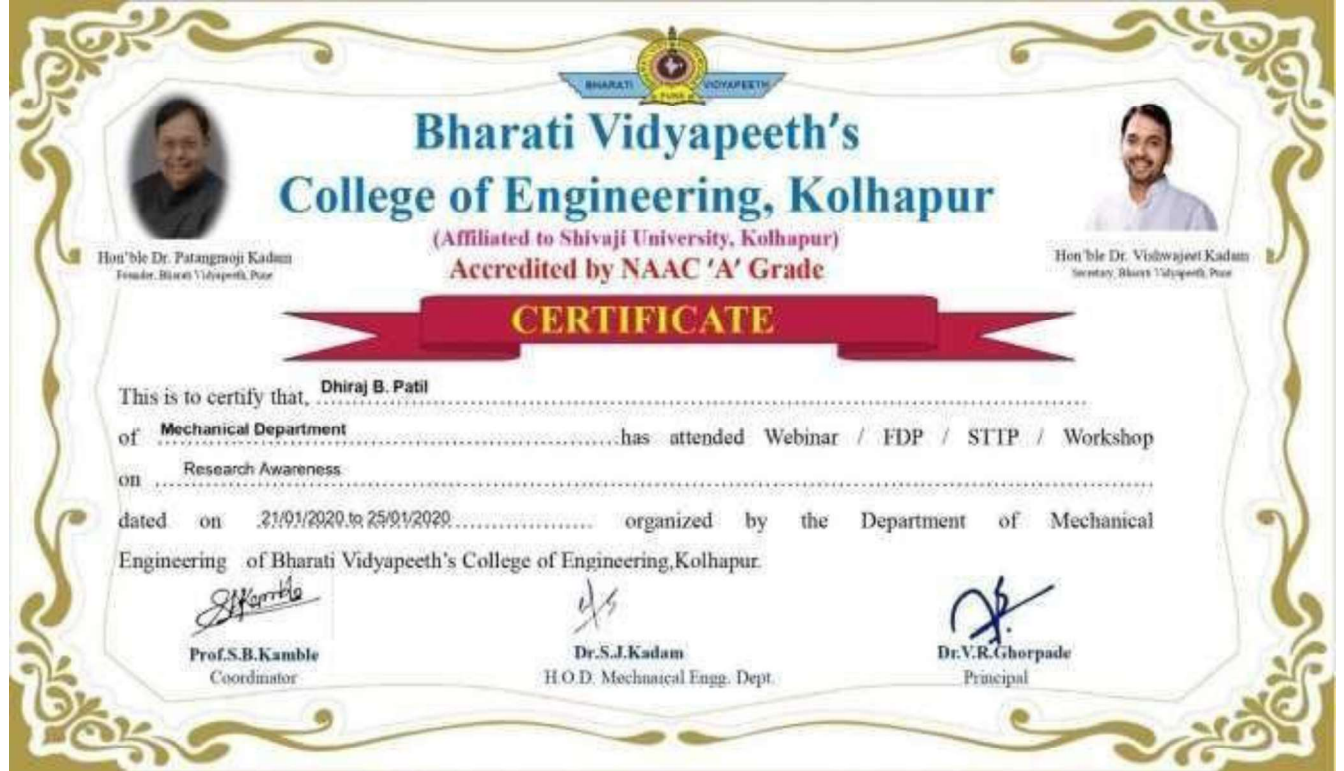 BHARATI VIDYAPEETH
PUNE
Bharati Vidyapeeth's
College of Engineering, Kolhapur
(Affiliated to Shivaji University, Kolhapur)
Accredited by NAAC 'A' Grade
Hon'ble Dr. Patangraoji Kadam
Founder, Bharati Vidyapeeth, Pune
Hon'ble Dr. Vishwajeet Kadam
Secretary, Bharati Vidyapeeth, Pune
CERTIFICATE
This is to certify that, Dhiraj B. Patil
of Mechanical Department has attended Webinar / FDP / STTP / Workshop
on Research Awareness
dated on 21/01/2020 to 25/01/2020 organized by the Department of Mechanical
Engineering of Bharati Vidyapeeth's College of Engineering,Kolhapur.
SBKamble
Prof.S.B.Kamble
Coordinator
Dr.S.J.Kadam
H.O.D. Mechnaical Engg. Dept.
Dr.V.R.Ghorpade
Principal